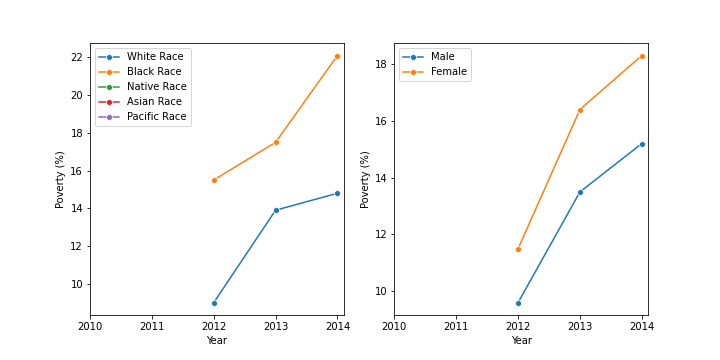 White Race
Black Race
Native Race
Asian Race
Pacific Race
22
20
18
16
14
12
10
Poverty (%)
2010 2011 2012 2013 2014
Year
Male
Female
18
16
14
12
10
Poverty (%)
2010 2011 2012 2013 2014
Year